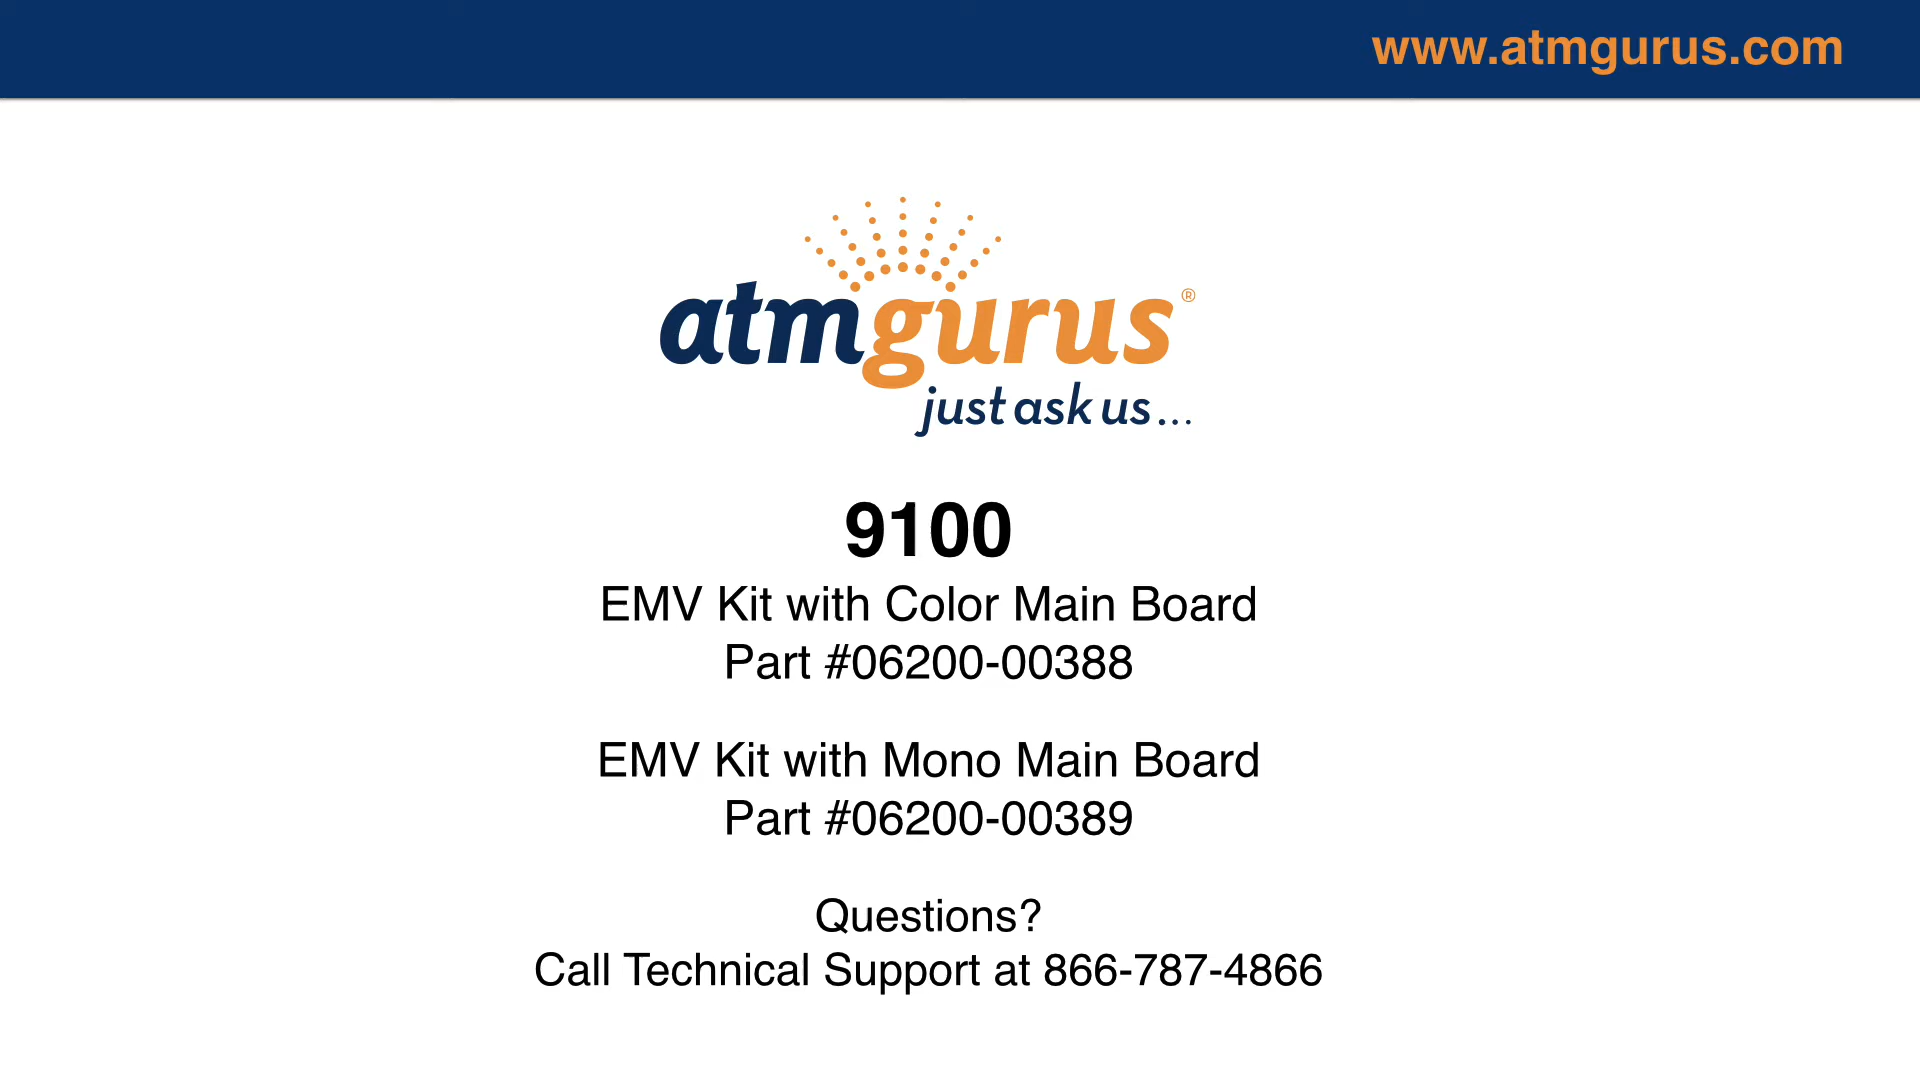 www.atmgurus.com
atmgurus®
just ask us...
9100
EMV Kit with Color Main Board
Part #06200-00388
EMV Kit with Mono Main Board
Part #06200-00389
Questions?
Call Technical Support at 866-787-4866